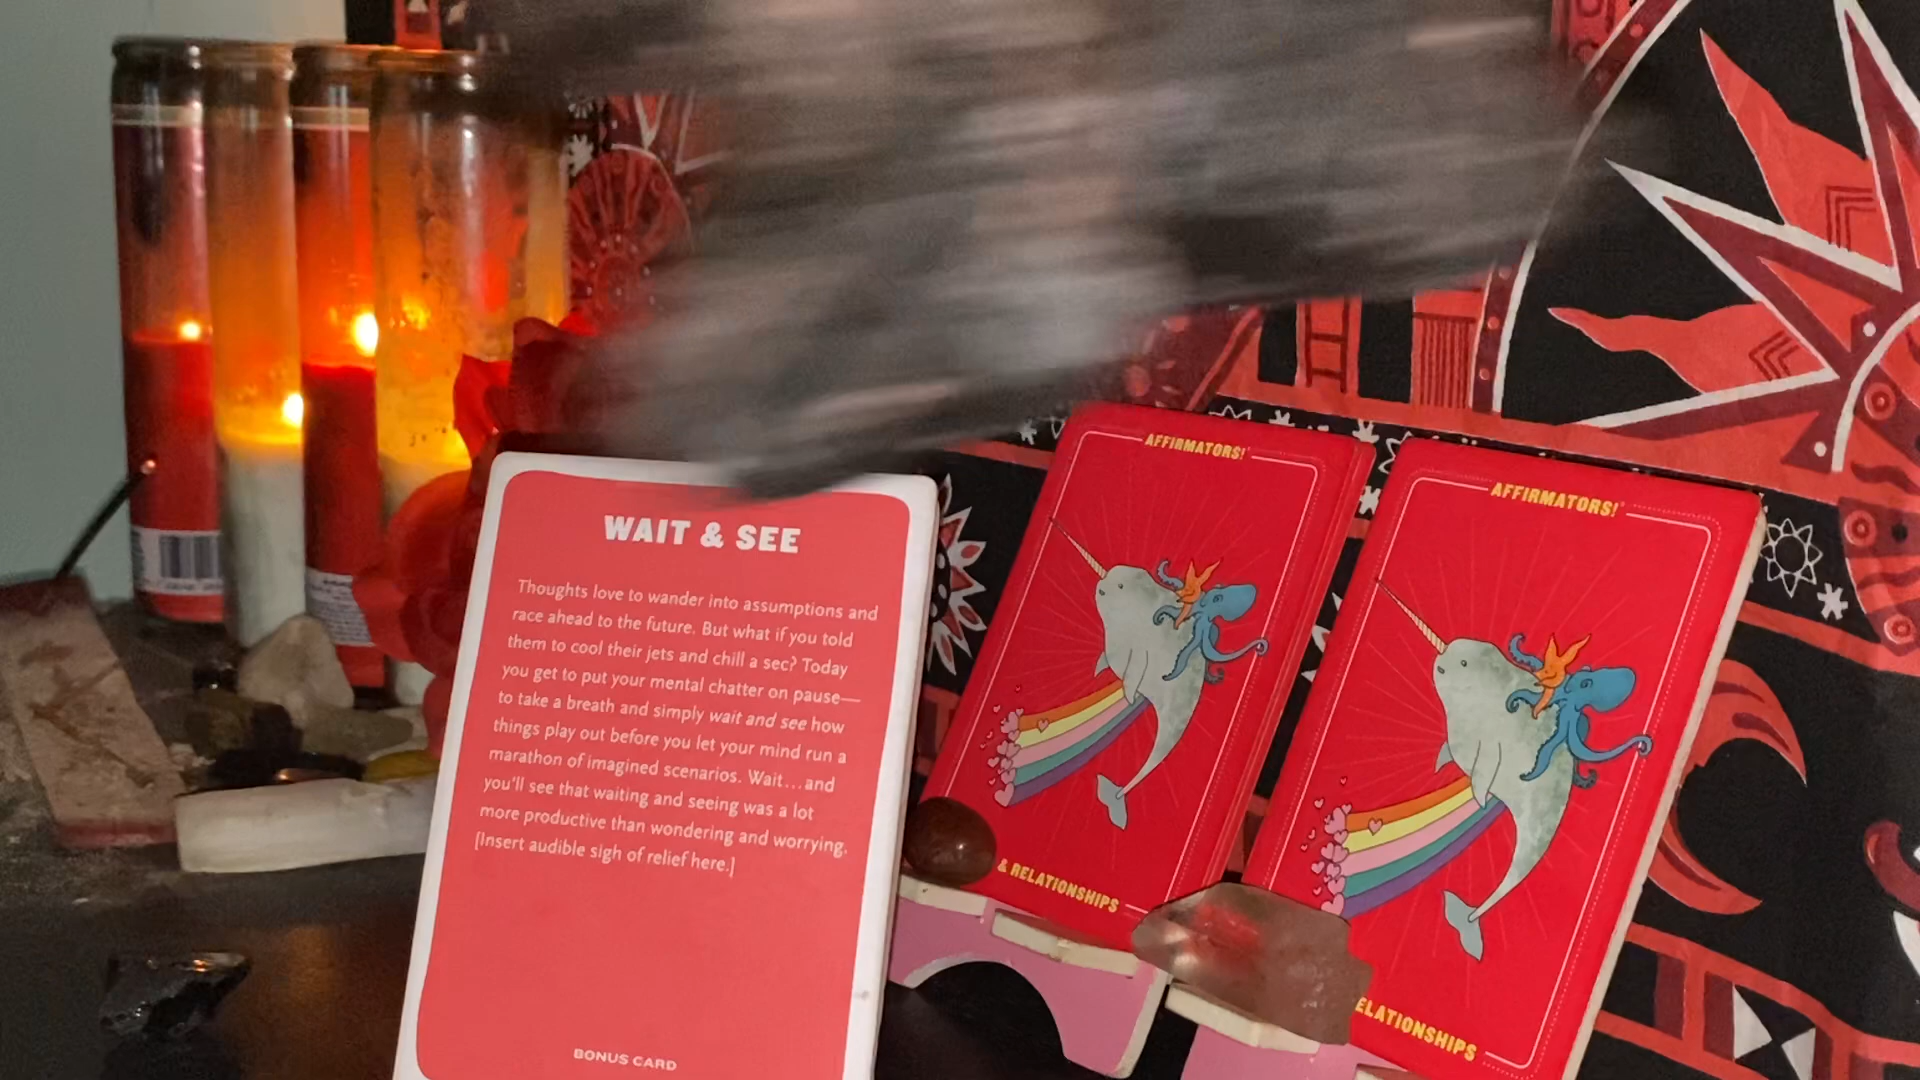 WAIT & SEE
Thoughts love to wander into assumptions and
race ahead to the future. But what if you told
them to cool their jets and chill a sec? Today
you get to put your mental chatter on pause—
to take a breath and simply wait and see how
things play out before you let your mind run a
marathon of imagined scenarios. Wait...and
you'll see that waiting and seeing was a lot
more productive than wondering and worrying.
[Insert audible sigh of relief here.]
BONUS CARD
AFFIRMATORS!
& RELATIONSHIPS
AFFIRMATORS!
ELATIONSHIPS